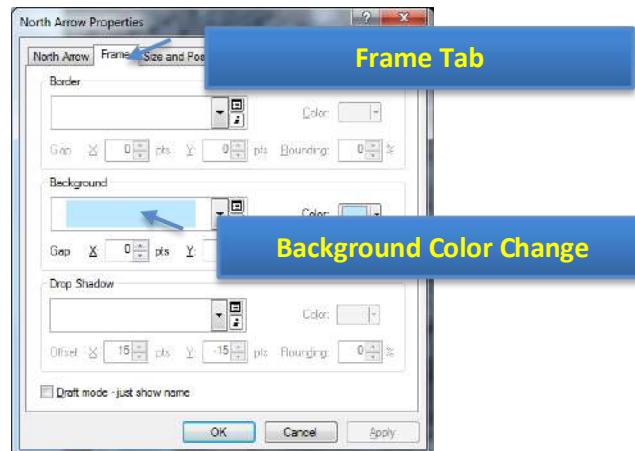 North Arrow Properties
?
X
North Arrow Frame Size and Pos
Frame Tab
Border
Color:
Gap X: 0 pts Y: 0 pts Rounding: 0 %
Background
Color:
Gap X 0 pts Y:
Background Color Change
Drop Shadow
Color:
Offset X: 15 pts Y: -15 pts Rounding: 0 %
Draft mode - just show name
OK Cancel Apply